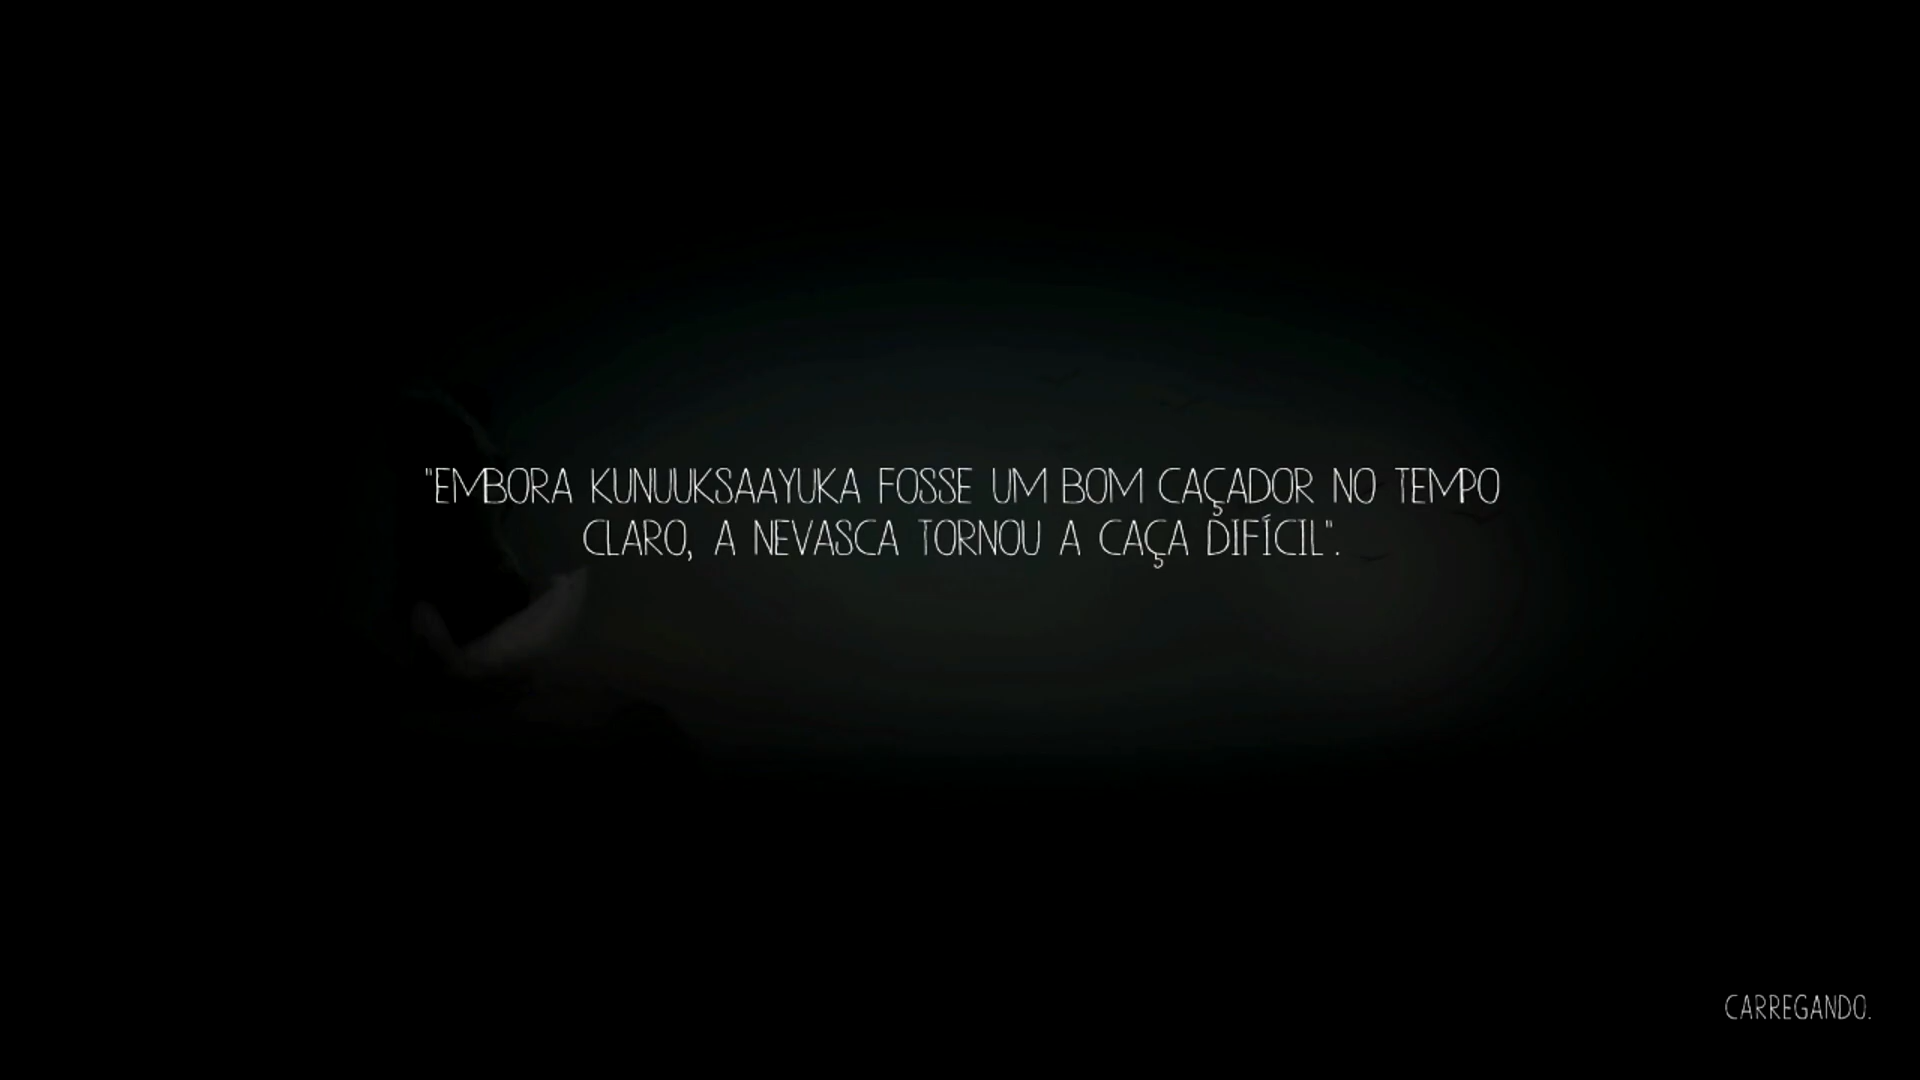 "EMBORA KUNUUKSAAYUKA FOSSE UM BOM CAÇADOR NO TEMPO
CLARO, A NEVASCA TORNOU A CAÇA DIFÍCIL".
CARREGANDO.